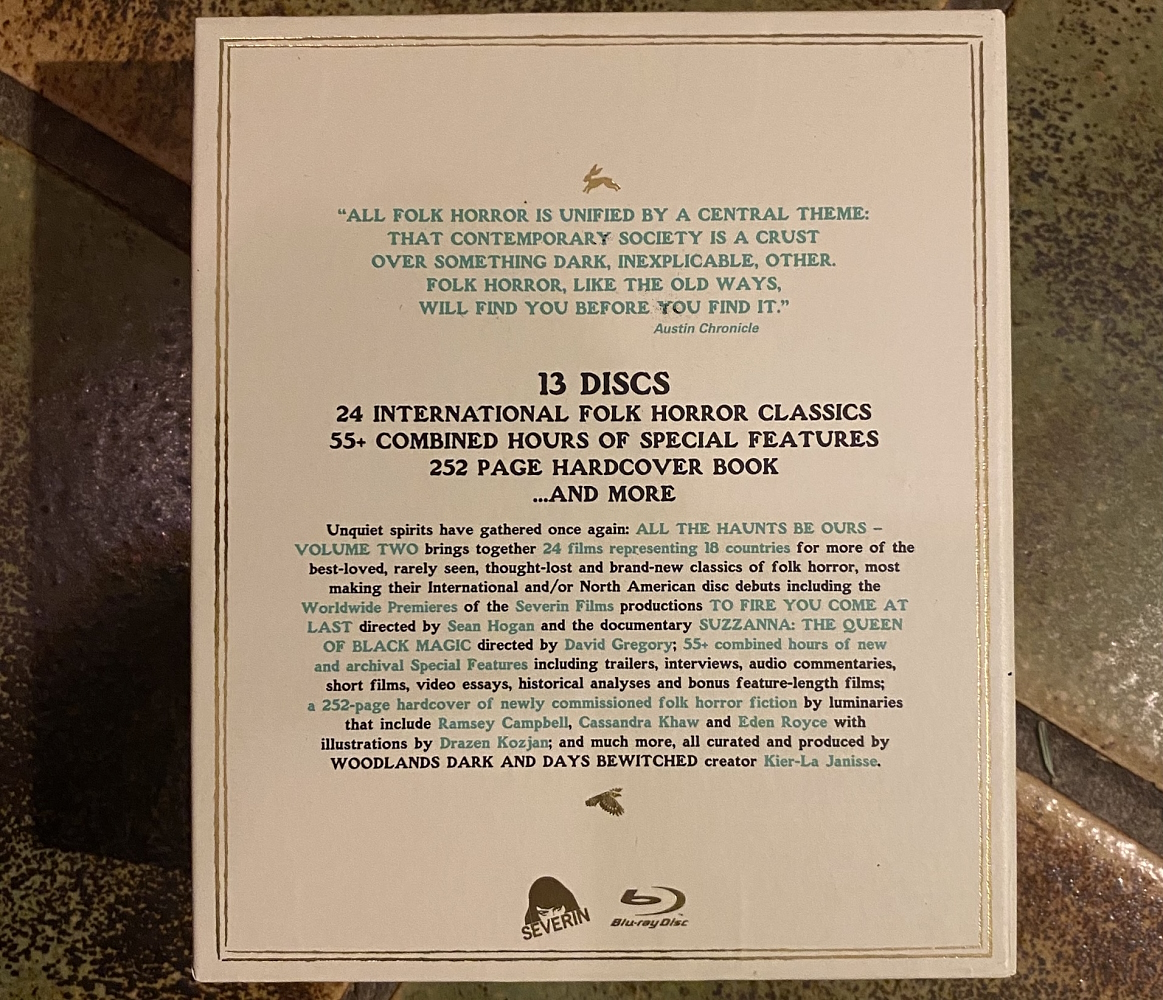 “ALL FOLK HORROR IS UNIFIED BY A CENTRAL THEME:
THAT CONTEMPORARY SOCIETY IS A CRUST
OVER SOMETHING DARK, INEXPLICABLE, OTHER.
FOLK HORROR, LIKE THE OLD WAYS,
WILL FIND YOU BEFORE YOU FIND IT.”
Austin Chronicle
13 DISCS
24 INTERNATIONAL FOLK HORROR CLASSICS
55+ COMBINED HOURS OF SPECIAL FEATURES
252 PAGE HARDCOVER BOOK
...AND MORE
Unquiet spirits have gathered once again: ALL THE HAUNTS BE OURS –
VOLUME TWO brings together 24 films representing 18 countries for more of the
best-loved, rarely seen, thought-lost and brand-new classics of folk horror, most
making their International and/or North American disc debuts including the
Worldwide Premieres of the Severin Films productions TO FIRE YOU COME AT
LAST directed by Sean Hogan and the documentary SUZZANNA: THE QUEEN
OF BLACK MAGIC directed by David Gregory; 55+ combined hours of new
and archival Special Features including trailers, interviews, audio commentaries,
short films, video essays, historical analyses and bonus feature-length films;
a 252-page hardcover of newly commissioned folk horror fiction by luminaries
that include Ramsey Campbell, Cassandra Khaw and Eden Royce with
illustrations by Drazen Kozjan; and much more, all curated and produced by
WOODLANDS DARK AND DAYS BEWITCHED creator Kier-La Janisse.
SEVERIN
Blu-ray Disc